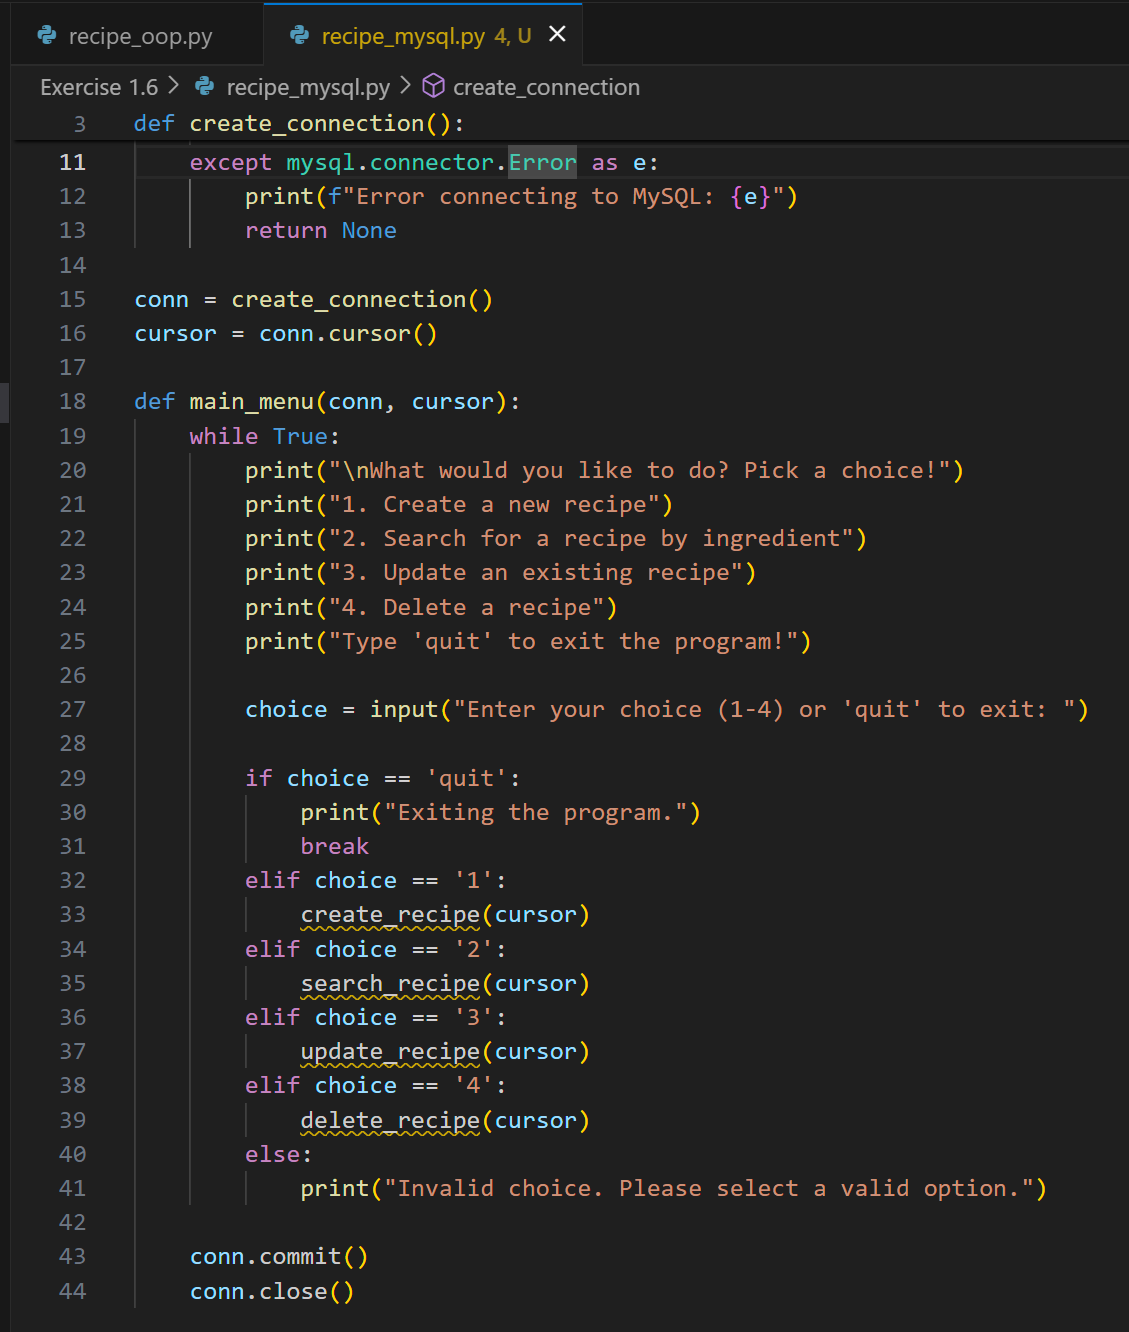 recipe_oop.py
recipe_mysql.py 4, U
Exercise 1.6 > recipe_mysql.py > create_connection
3 def create_connection():
11     except mysql.connector.Error as e:
12         print(f"Error connecting to MySQL: {e}")
13         return None
14
15 conn = create_connection()
16 cursor = conn.cursor()
17
18 def main_menu(conn, cursor):
19     while True:
20         print("\nWhat would you like to do? Pick a choice!")
21         print("1. Create a new recipe")
22         print("2. Search for a recipe by ingredient")
23         print("3. Update an existing recipe")
24         print("4. Delete a recipe")
25         print("Type 'quit' to exit the program!")
26
27         choice = input("Enter your choice (1-4) or 'quit' to exit: ")
28
29         if choice == 'quit':
30             print("Exiting the program.")
31             break
32         elif choice == '1':
33             create_recipe(cursor)
34         elif choice == '2':
35             search_recipe(cursor)
36         elif choice == '3':
37             update_recipe(cursor)
38         elif choice == '4':
39             delete_recipe(cursor)
40         else:
41             print("Invalid choice. Please select a valid option.")
42
43     conn.commit()
44     conn.close()